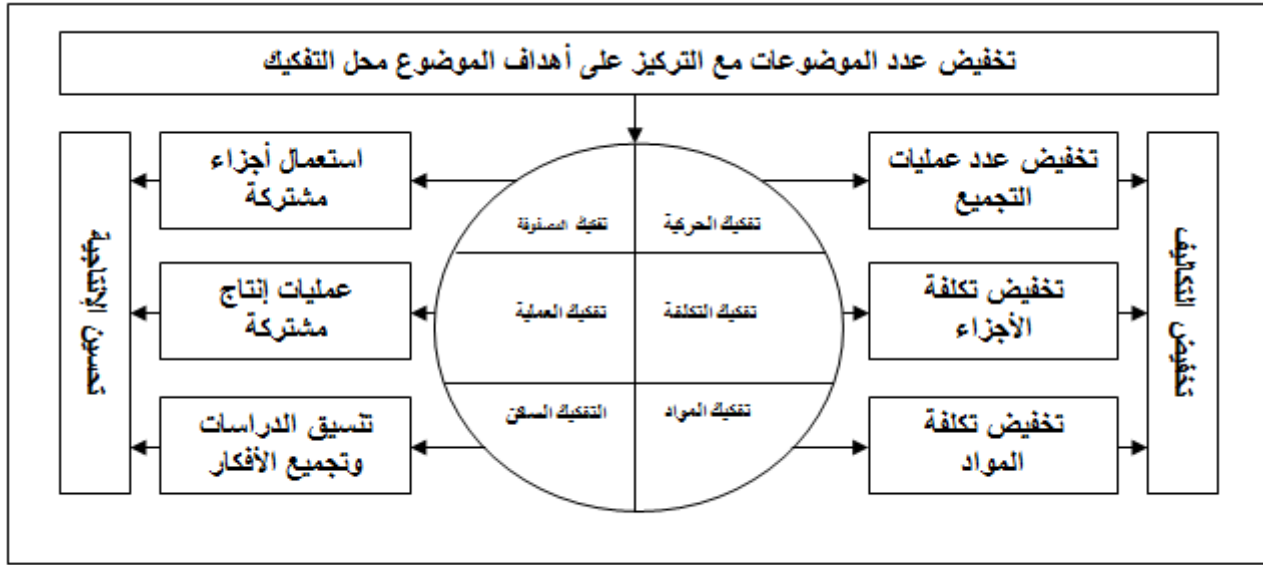 تخفيض عدد الموضوعات مع التركيز على أهداف الموضوع محل التفكيك
تخفيض عدد عمليات
التجميع
استعمال أجزاء
مشتركة
تفكيك الحركية
تفكيك المصفوفة
تخفيض التكاليف
تخفيض تكلفة
الأجزاء
تفكيك التكلفة
تفكيك العملية
عمليات إنتاج
مشتركة
تحسين الإنتاجية
تخفيض تكلفة
المواد
تفكيك المواد
التفكيك الساكن
تنسيق الدراسات
وتجميع الأفكار